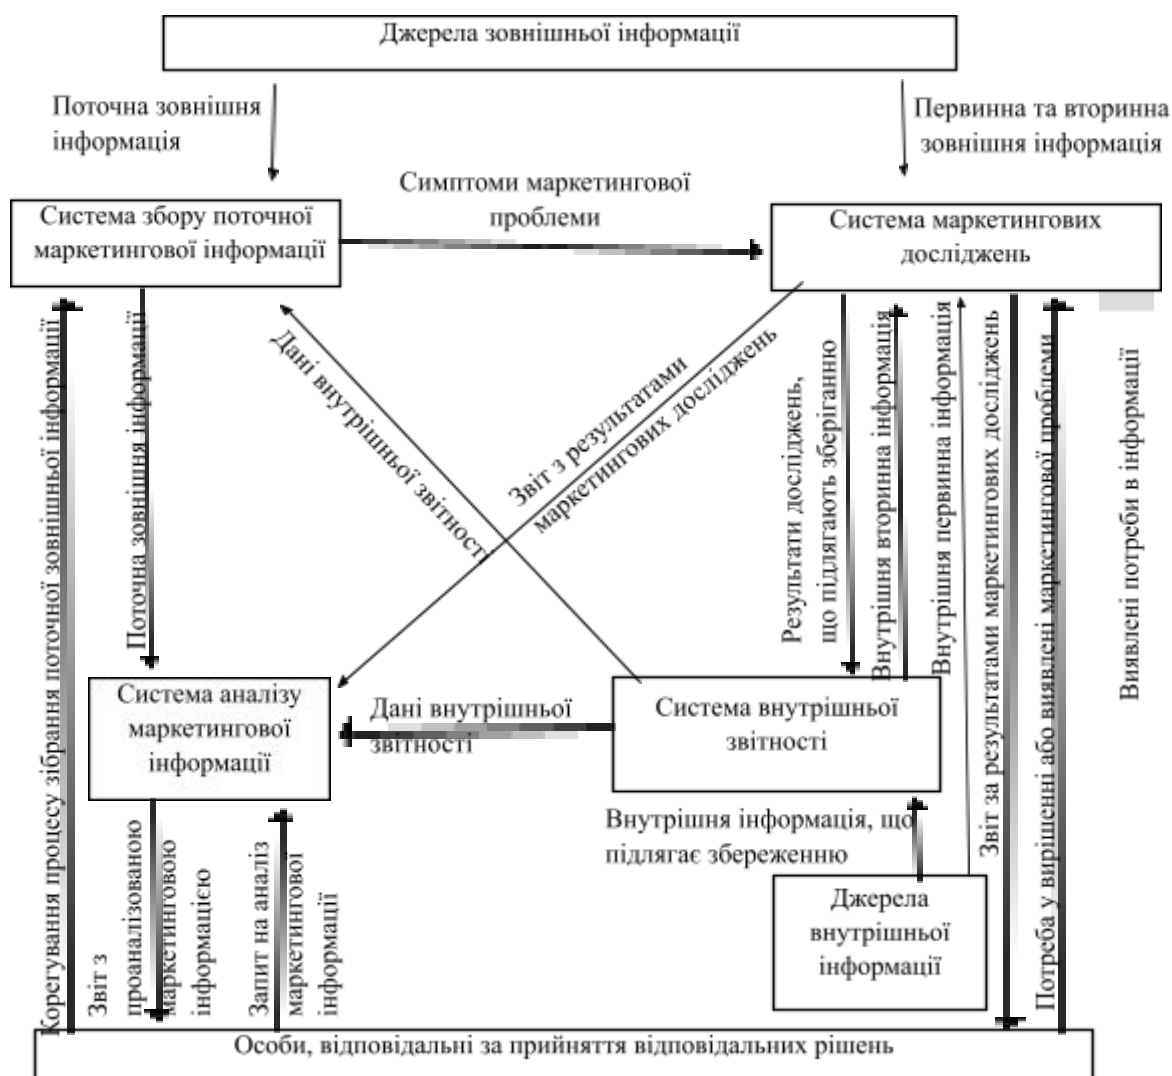 Джерела зовнішньої інформації
Поточна зовнішня
інформація
Первинна та вторинна
зовнішня інформація
Симптоми маркетингової
проблеми
Система збору поточної
маркетингової інформації
Система маркетингових
досліджень
Корегування процесу зібрання поточної зовнішньої інформації
Поточна зовнішня інформації
Дані внутрішньої звітності
Звіт з результатами
маркетингових досліджень
Результати досліджень,
що підлягають зберіганню
Внутрішня вторинна інформація
Внутрішня первинна інформація
Звіт за результами маркетингових досліджень
Потреба у вирішенні або виявлені маркетингової проблеми
Виявлені потреби в інформації
Система аналізу
маркетингової
інформації
Дані внутрішньої
звітності
Система внутрішньої
звітності
Внутрішня інформація, що
підлягає збереженню
Джерела
внутрішньої
інформації
Звіт з
проаналізованою
маркетинговою
інформацією
Запит на аналіз
маркетингової
інформації
Особи, відповідальні за прийняття відповідальних рішень